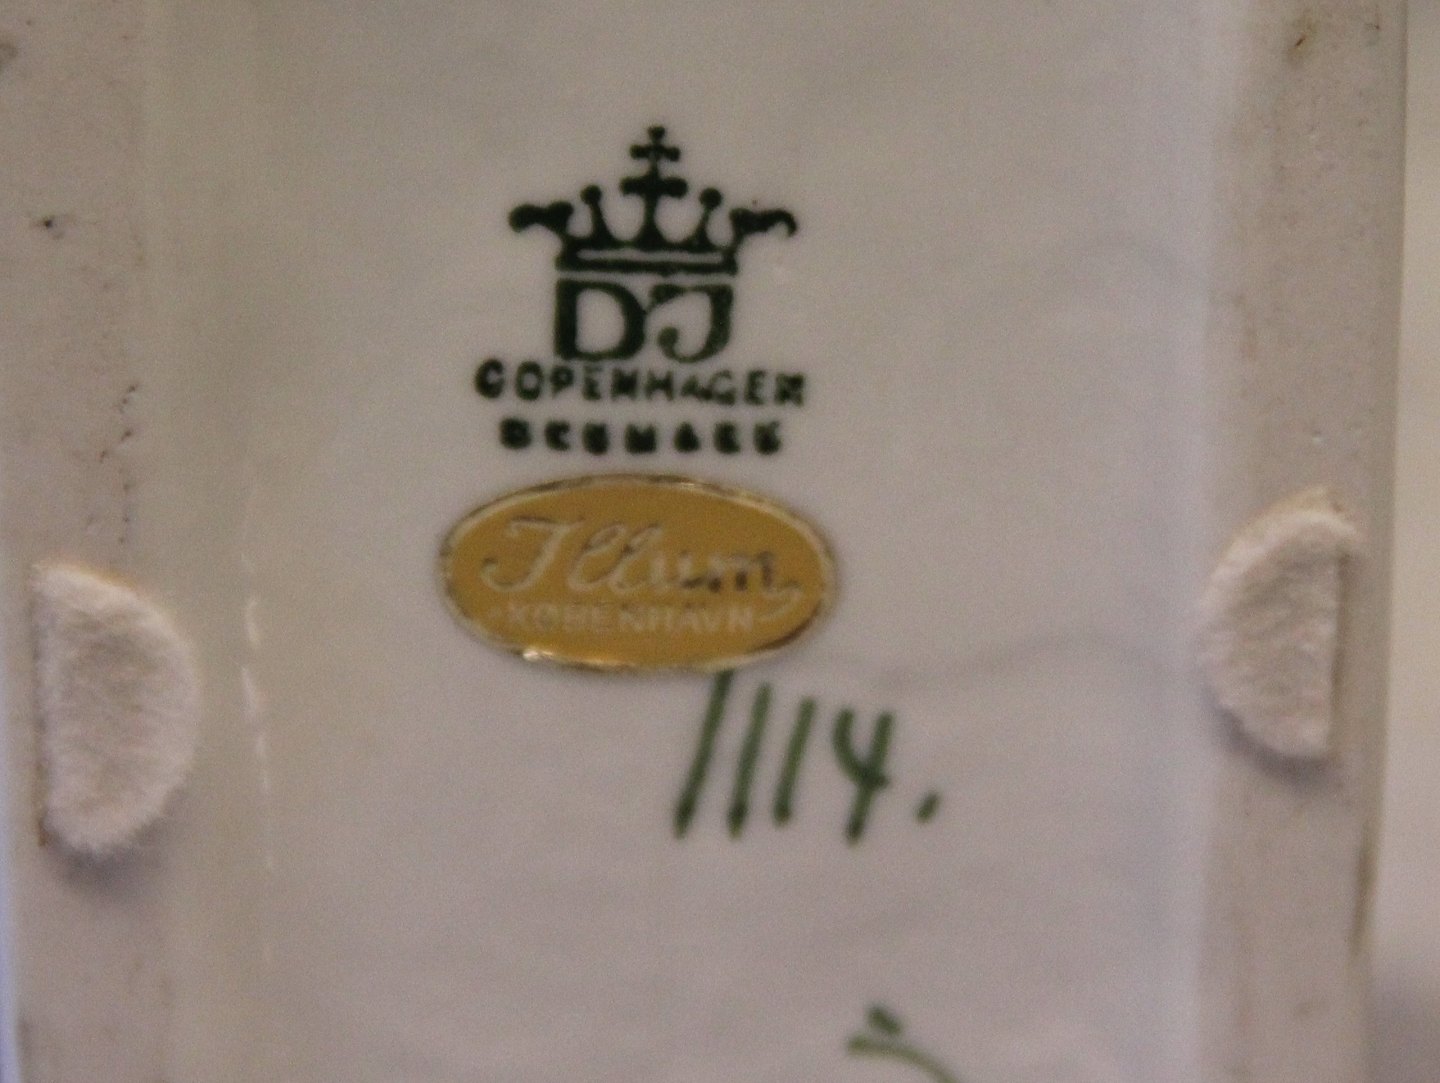 DJ
COPENHAGEN
DENMARK
Illum
KØBENHAVN
1114.